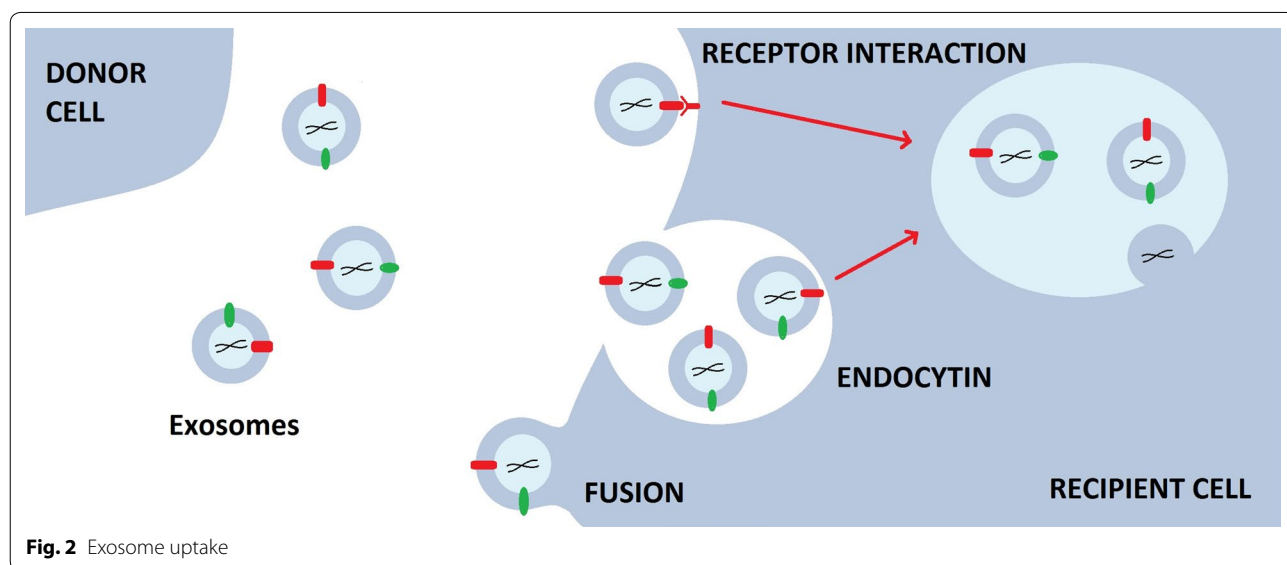 DONOR
CELL
RECEPTOR INTERACTION
Exosomes
ENDOCYTIN
FUSION
RECIPIENT CELL
Fig. 2 Exosome uptake